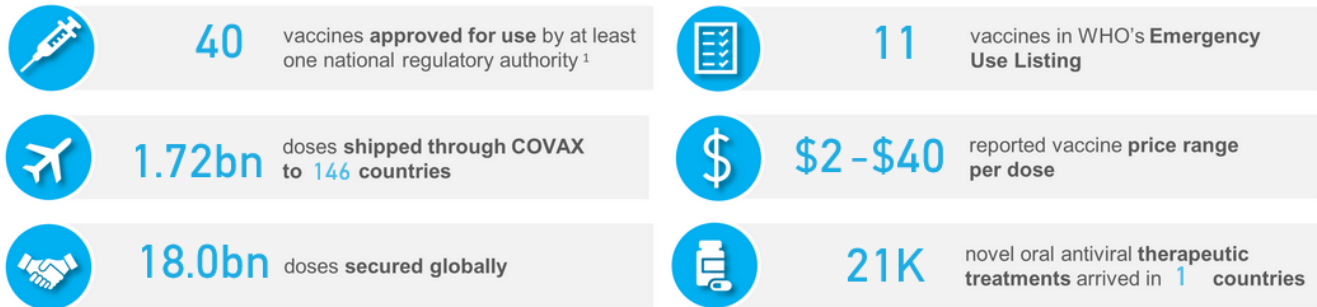 40
vaccines approved for use by at least
one national regulatory authority 1
11
vaccines in WHO's Emergency
Use Listing
1.72bn
doses shipped through COVAX
to 146 countries
$
$2-$40
reported vaccine price range
per dose
18.0bn
doses secured globally
21K
novel oral antiviral therapeutic
treatments arrived in 1 countries